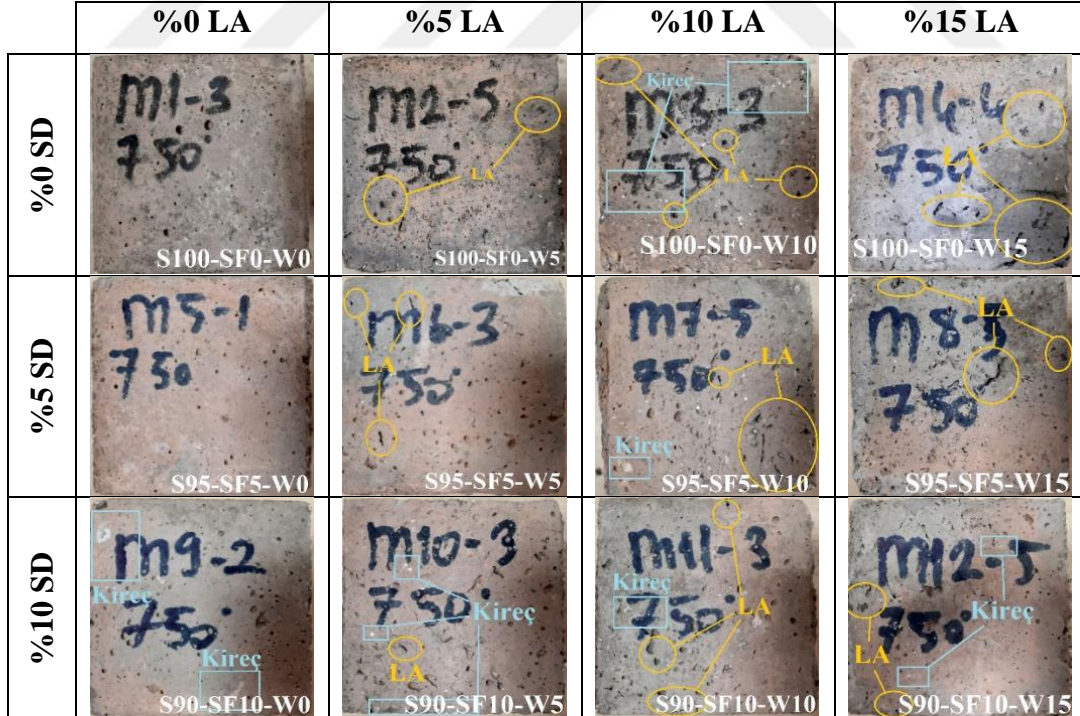 %0 LA %5 LA %10 LA %15 LA
%0 SD
m1-3
750°
S100-SF0-W0
m2-5
750°
LA
S100-SF0-W5
Kireç
m3-3
750°
LA
S100-SF0-W10
m4-4
750°
LA
S100-SF0-W15
%5 SD
m5-1
750
S95-SF5-W0
m6-3
LA
750°
S95-SF5-W5
m7-5
750°
LA
Kireç
S95-SF5-W10
LA
m8-5
750
S95-SF5-W15
%10 SD
m9-2
Kireç
750°
Kireç
S90-SF10-W0
m10-3
750°
Kireç
LA
S90-SF10-W5
m11-3
Kireç
750°
LA
S90-SF10-W10
m12-5
Kireç
750°
LA
S90-SF10-W15